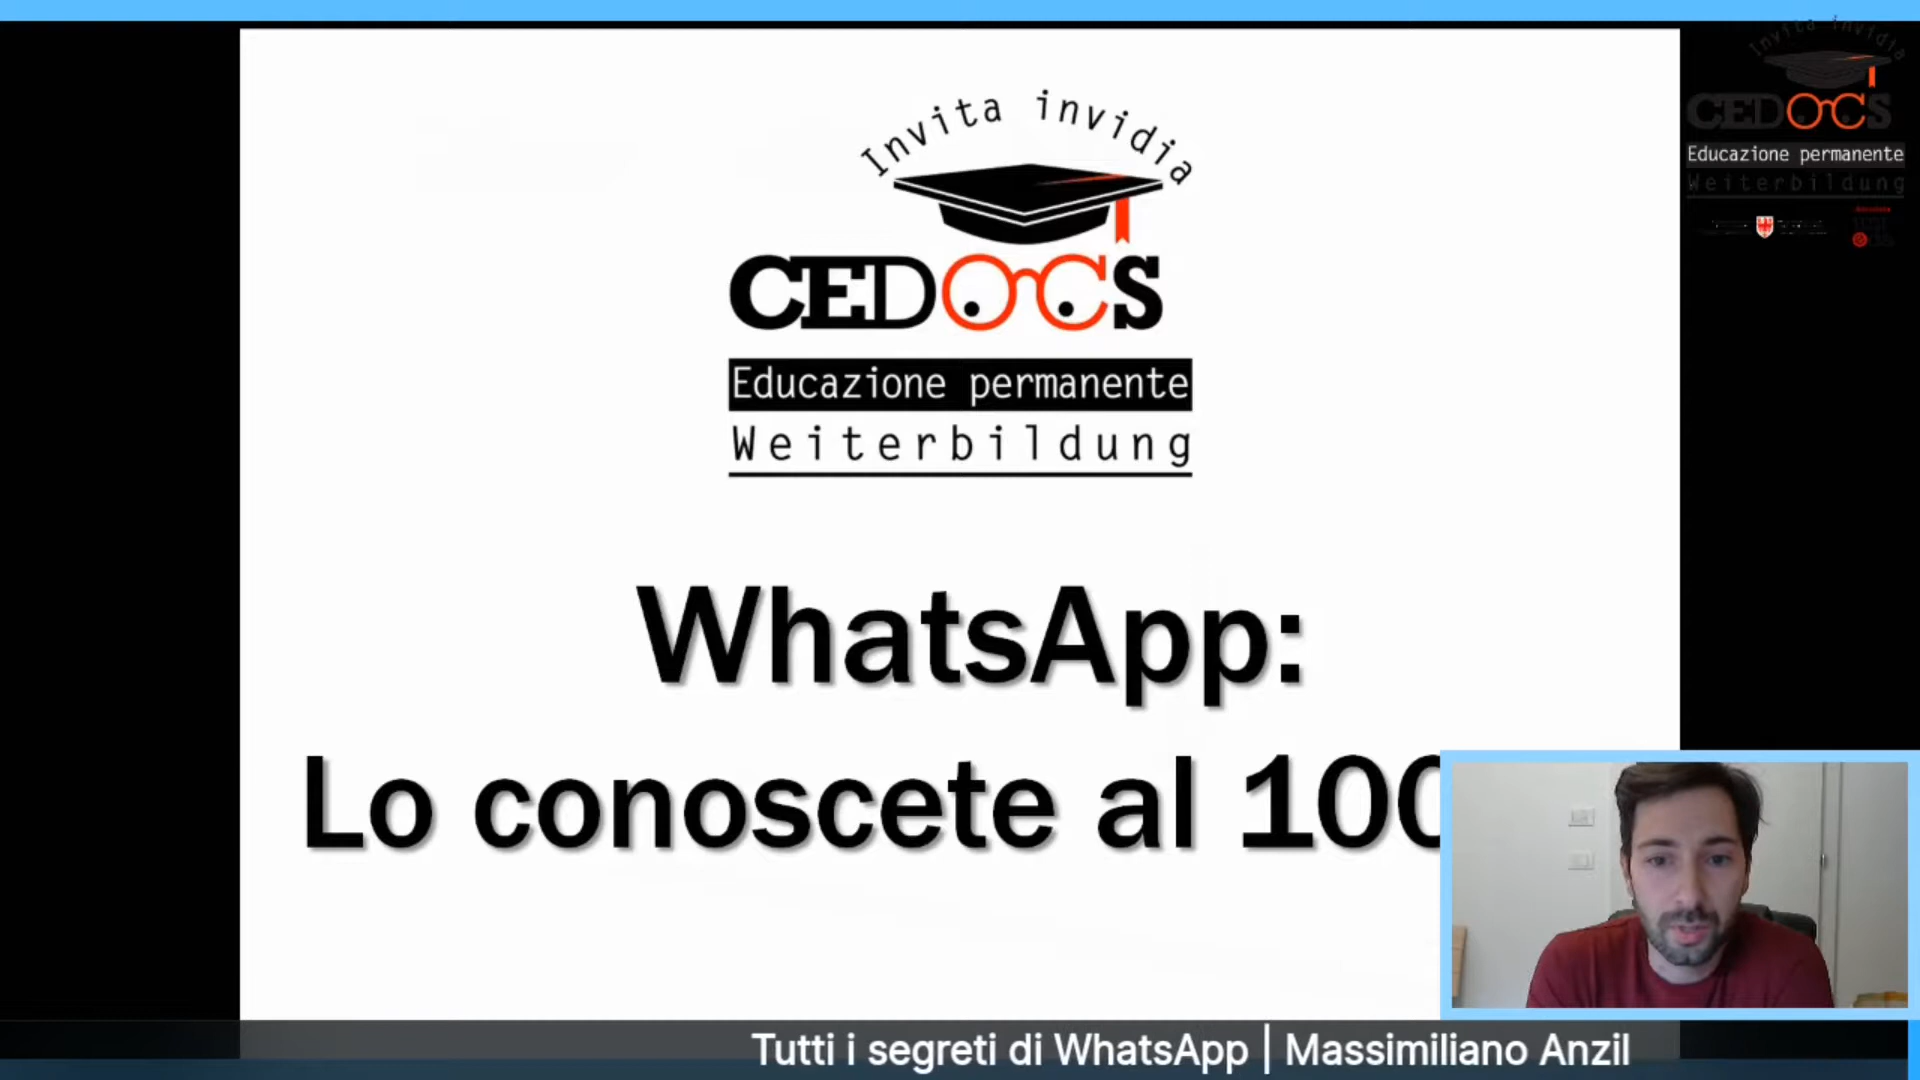 Invita invidia
CEDOCS
Educazione permanente
Weiterbildung
WhatsApp:
Lo conoscete al 100
Invita invidia
CEDOCS
Educazione permanente
Weiterbildung
Tutti i segreti di WhatsApp | Massimiliano Anzil